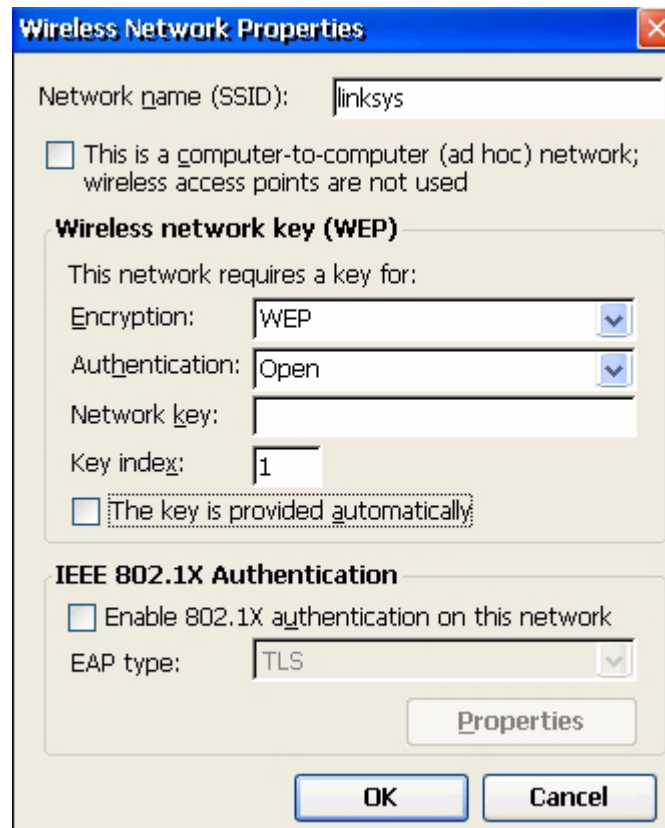 Wireless Network Properties
Network name (SSID): linksys
This is a computer-to-computer (ad hoc) network;
wireless access points are not used
Wireless network key (WEP)
This network requires a key for:
Encryption: WEP
Authentication: Open
Network key:
Key index: 1
The key is provided automatically
IEEE 802.1X Authentication
Enable 802.1X authentication on this network
EAP type: TLS
Properties
OK Cancel